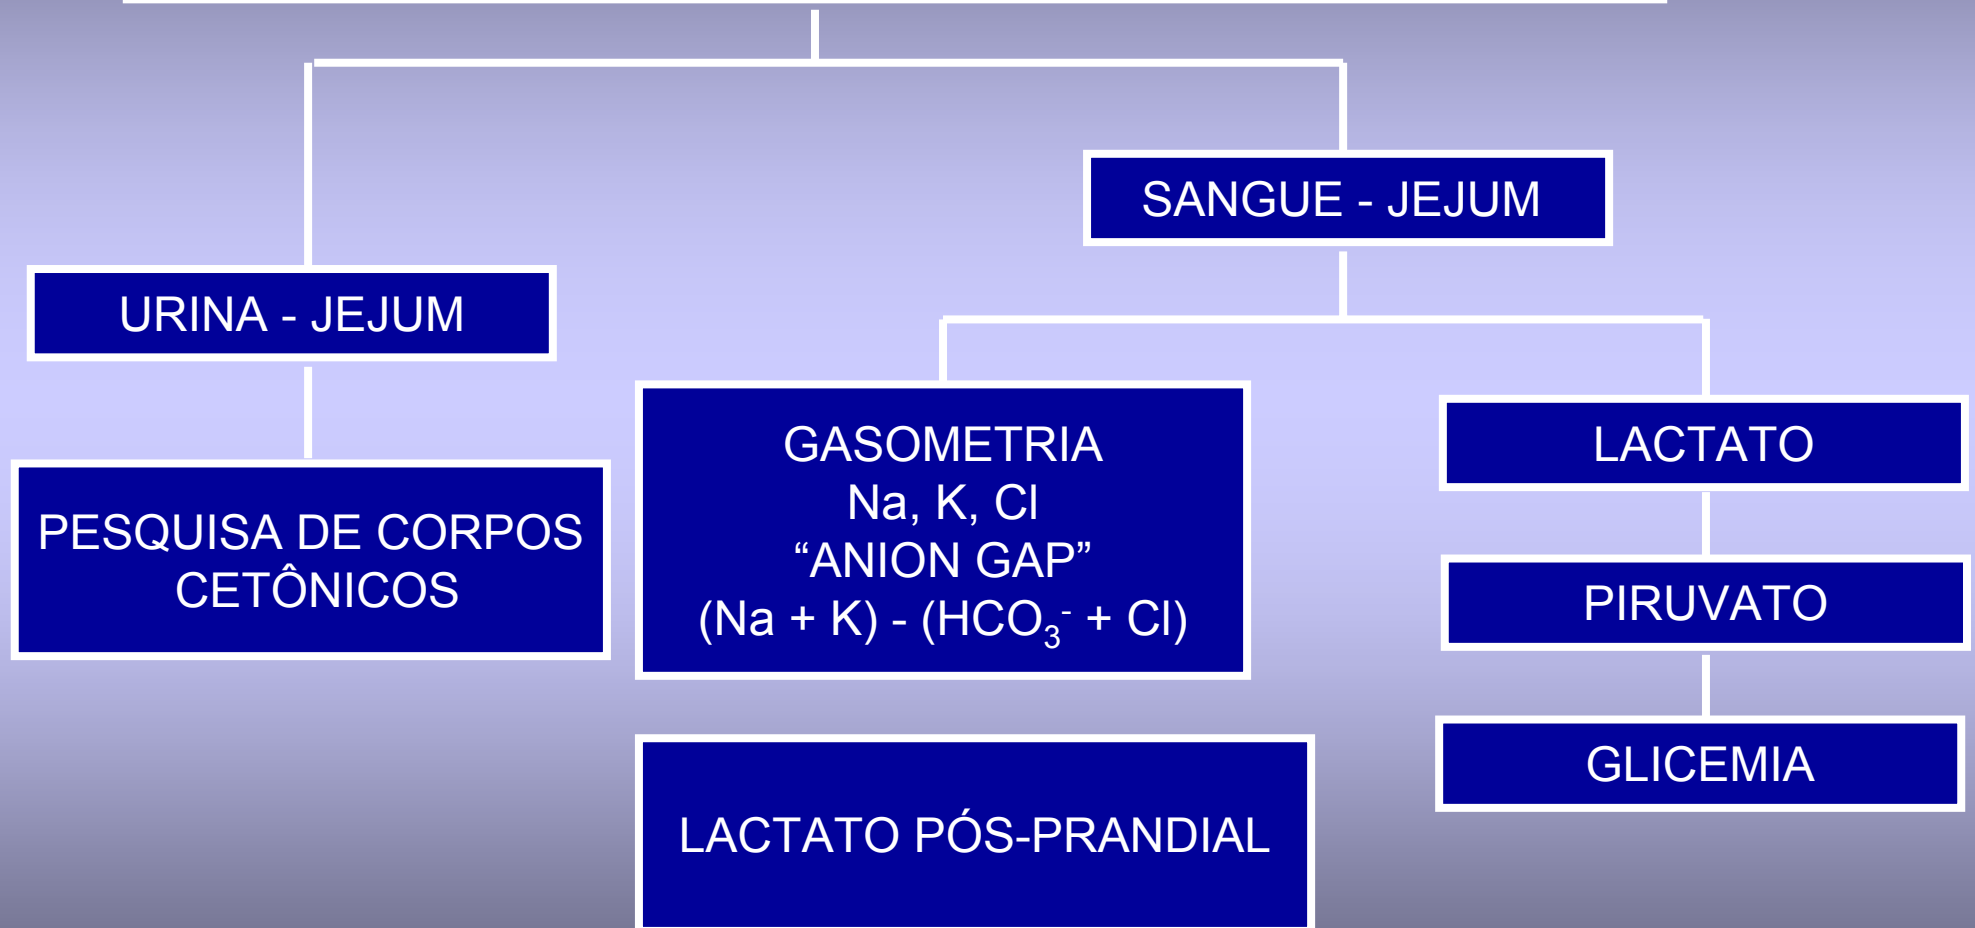 SANGUE - JEJUM
URINA - JEJUM
PESQUISA DE CORPOS
CETÔNICOS
GASOMETRIA
Na, K, Cl
“ANION GAP”
(Na + K) - (HCO₃⁻ + Cl)
LACTATO
PIRUVATO
GLICEMIA
LACTATO PÓS-PRANDIAL